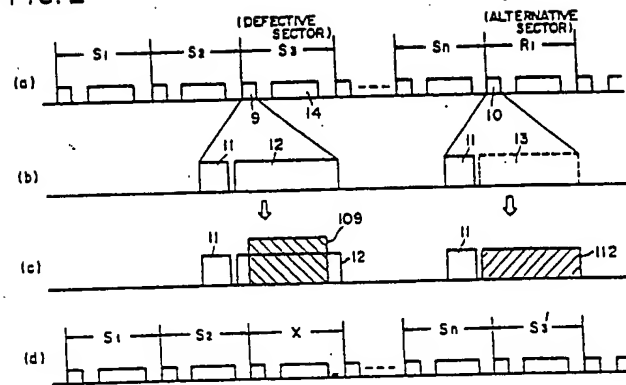 FIG. 2
(DEFECTIVE SECTOR) (ALTERNATIVE SECTOR)
S1 S2 S3 Sn R1
(a)
9 14 10
11 12 11 13
(b)
109
11 12 11 112
(c)
S1 S2 X Sn S3'
(d)